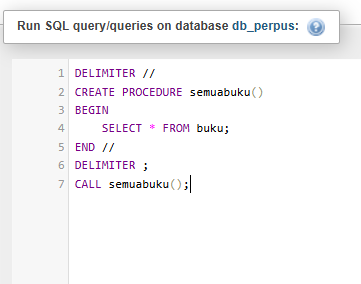 Run SQL query/queries on database db_perpus:
1 DELIMITER //
2 CREATE PROCEDURE semuabuku()
3 BEGIN
4     SELECT * FROM buku;
5 END //
6 DELIMITER ;
7 CALL semuabuku();